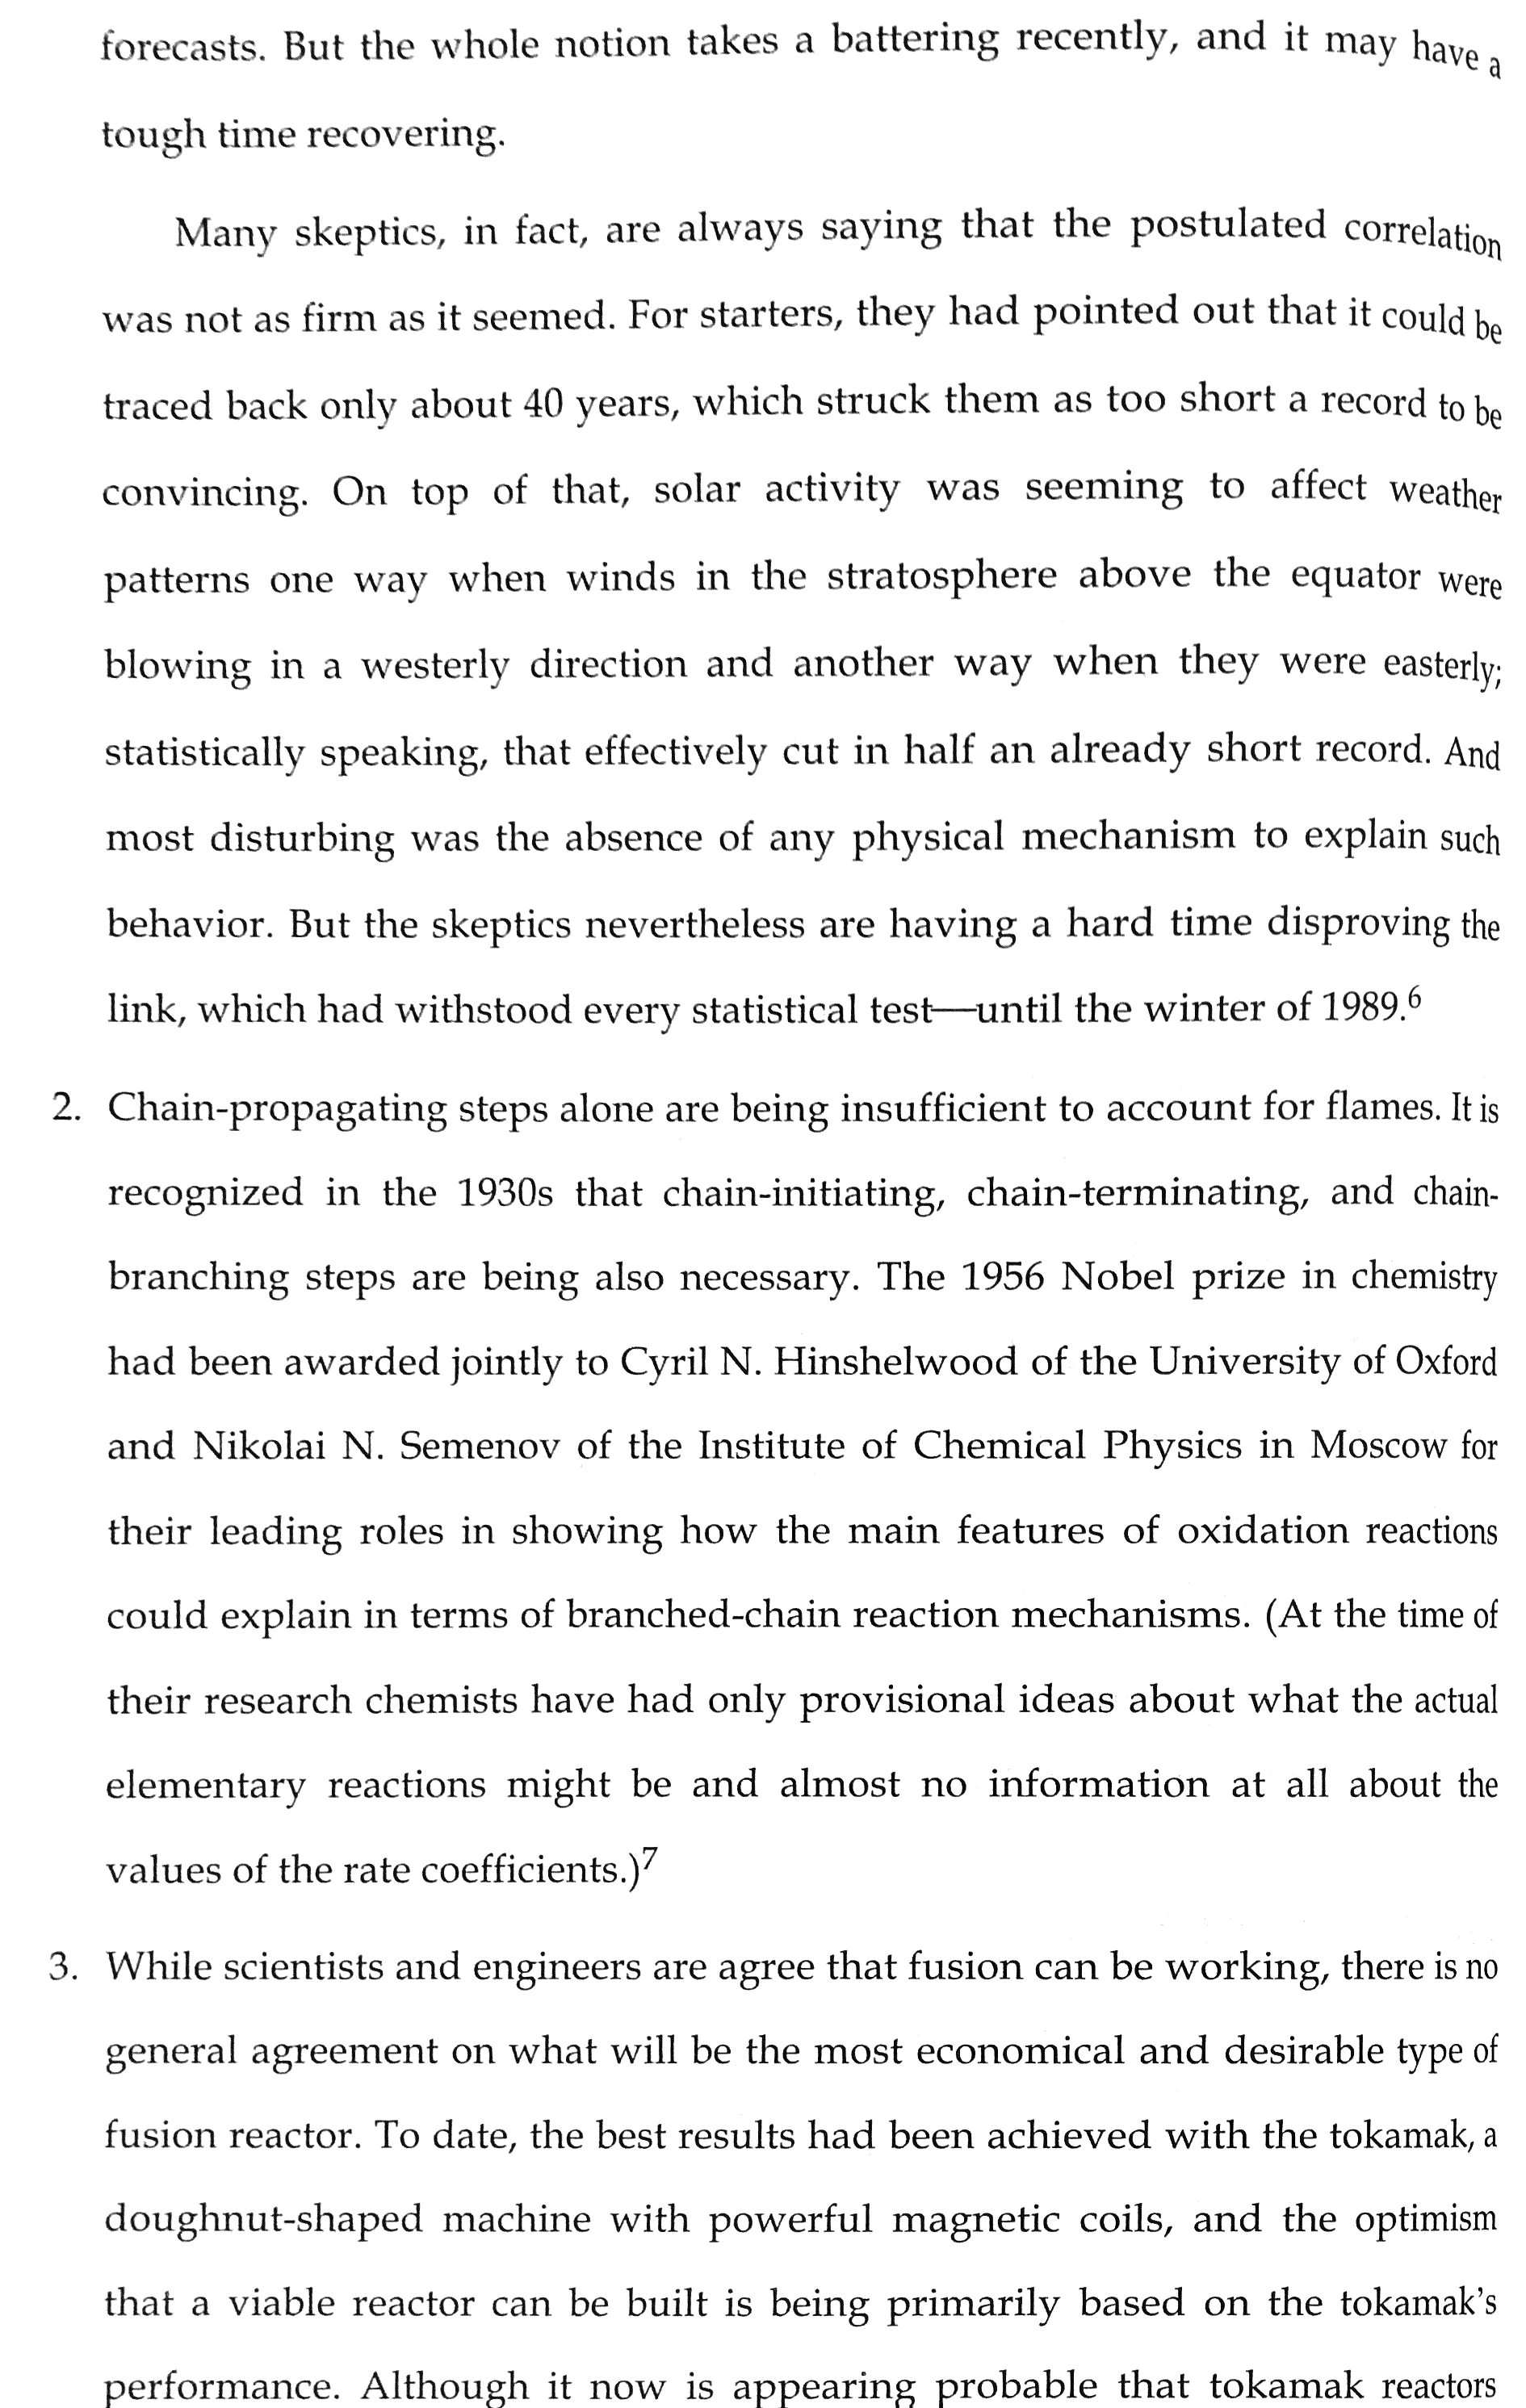 forecasts. But the whole notion takes a battering recently, and it may have a
tough time recovering.
Many skeptics, in fact, are always saying that the postulated correlation
was not as firm as it seemed. For starters, they had pointed out that it could be
traced back only about 40 years, which struck them as too short a record to be
convincing. On top of that, solar activity was seeming to affect weather
patterns one way when winds in the stratosphere above the equator were
blowing in a westerly direction and another way when they were easterly;
statistically speaking, that effectively cut in half an already short record. And
most disturbing was the absence of any physical mechanism to explain such
behavior. But the skeptics nevertheless are having a hard time disproving the
link, which had withstood every statistical test—until the winter of 1989.6
2. Chain-propagating steps alone are being insufficient to account for flames. It is
recognized in the 1930s that chain-initiating, chain-terminating, and chain-
branching steps are being also necessary. The 1956 Nobel prize in chemistry
had been awarded jointly to Cyril N. Hinshelwood of the University of Oxford
and Nikolai N. Semenov of the Institute of Chemical Physics in Moscow for
their leading roles in showing how the main features of oxidation reactions
could explain in terms of branched-chain reaction mechanisms. (At the time of
their research chemists have had only provisional ideas about what the actual
elementary reactions might be and almost no information at all about the
values of the rate coefficients.)7
3. While scientists and engineers are agree that fusion can be working, there is no
general agreement on what will be the most economical and desirable type of
fusion reactor. To date, the best results had been achieved with the tokamak, a
doughnut-shaped machine with powerful magnetic coils, and the optimism
that a viable reactor can be built is being primarily based on the tokamak's
performance. Although it now is appearing probable that tokamak reactors